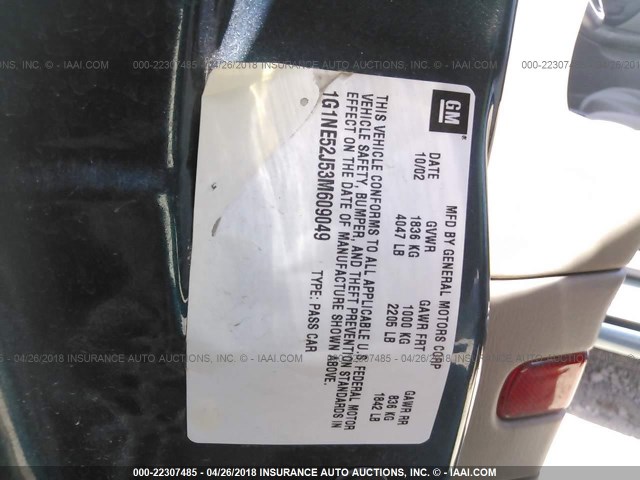 000-22307485 - 04/26/2018 INSURANCE AUTO AUCTIONS, INC. - IAAI.COM
GM
MFD BY GENERAL MOTORS CORP
DATE GVWR GAWR FRT GAWR RR
10/02 1836 KG 1000 KG 836 KG
4047 LB 2205 LB 1842 LB
THIS VEHICLE CONFORMS TO ALL APPLICABLE U.S. FEDERAL MOTOR
VEHICLE SAFETY, BUMPER, AND THEFT PREVENTION STANDARDS IN
EFFECT ON THE DATE OF MANUFACTURE SHOWN ABOVE.
1G1NE52J53M609049 TYPE: PASS CAR